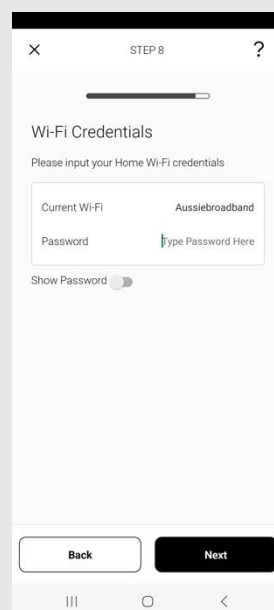 STEP 8
?
Wi-Fi Credentials
Please input your Home Wi-Fi credentials
Current Wi-Fi Aussiebroadband
Password Type Password Here
Show Password
Back Next